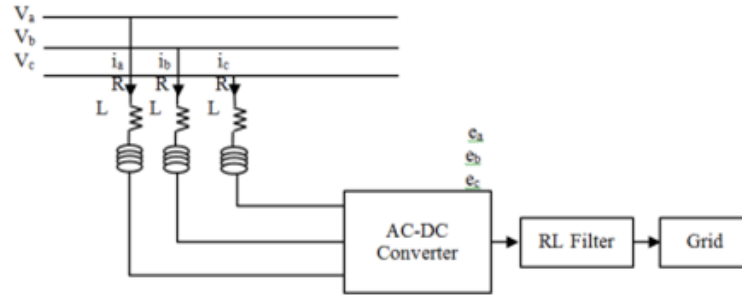 Va
Vb
Vc
ia ib ic
R R R
L L L
ea
eb
ec
AC-DC
Converter
RL Filter
Grid